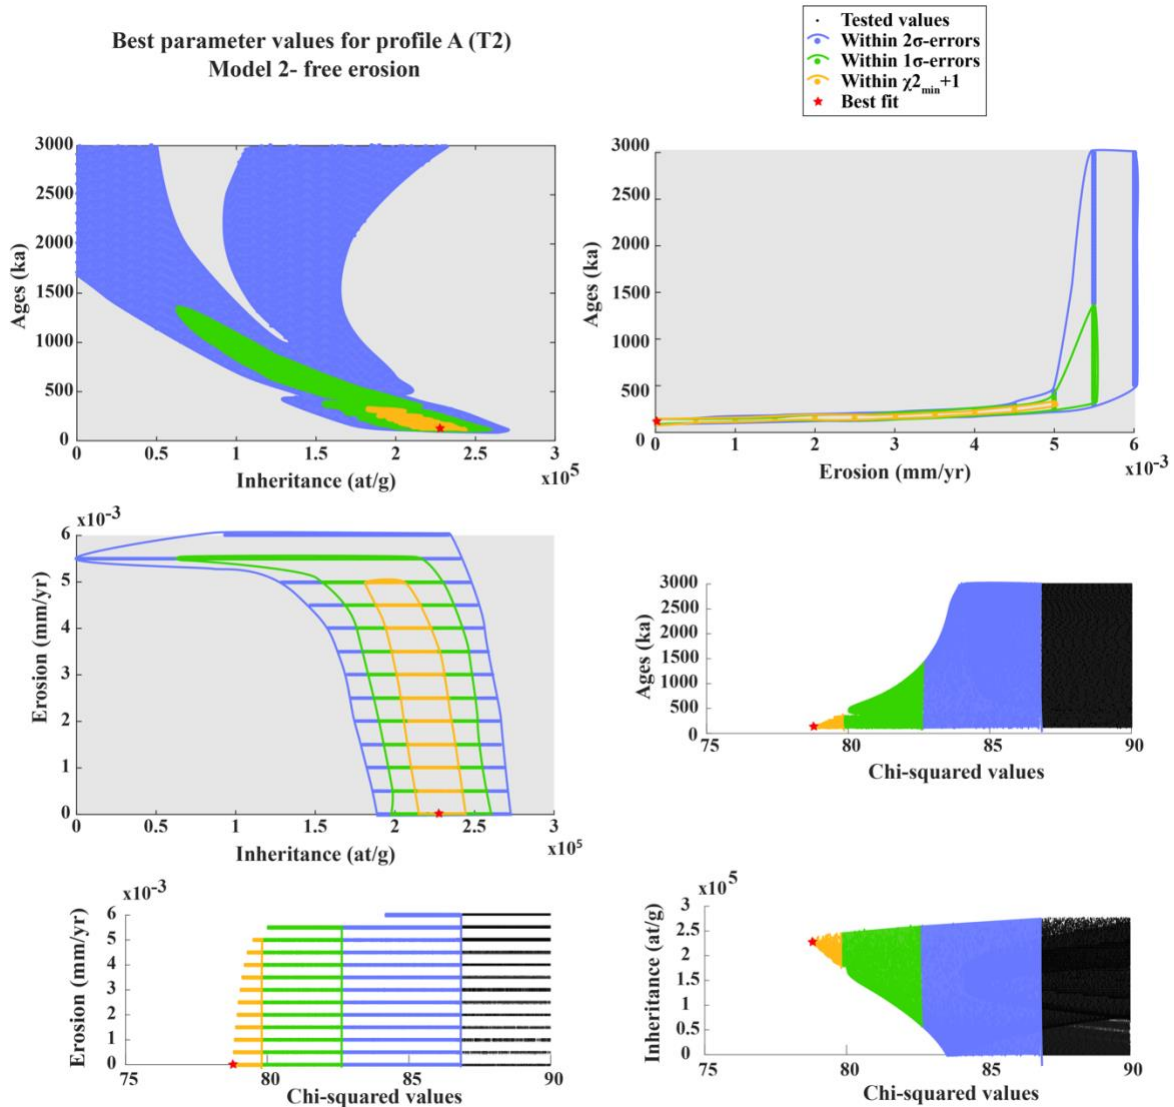 Best parameter values for profile A (T2)
Model 2- free erosion
Tested values
Within 2σ-errors
Within 1σ-errors
Within χ2min+1
Best fit
3000
2500
2000
1500
1000
500
0
Ages (ka)
0 0.5 1 1.5 2 2.5 3
Inheritance (at/g)
x10^5
3000
2500
2000
1500
1000
500
0
Ages (ka)
1 2 3 4 5 6
Erosion (mm/yr)
x10^-3
x10^-3
6
5
4
3
2
1
0
Erosion (mm/yr)
0 0.5 1 1.5 2 2.5 3
Inheritance (at/g)
x10^5
3000
2500
2000
1500
1000
500
0
Ages (ka)
75 80 85 90
Chi-squared values
x10^-3
6
5
4
3
2
1
0
Erosion (mm/yr)
75 80 85 90
Chi-squared values
x10^5
3
2.5
2
1.5
1
0.5
0
Inheritance (at/g)
75 80 85 90
Chi-squared values